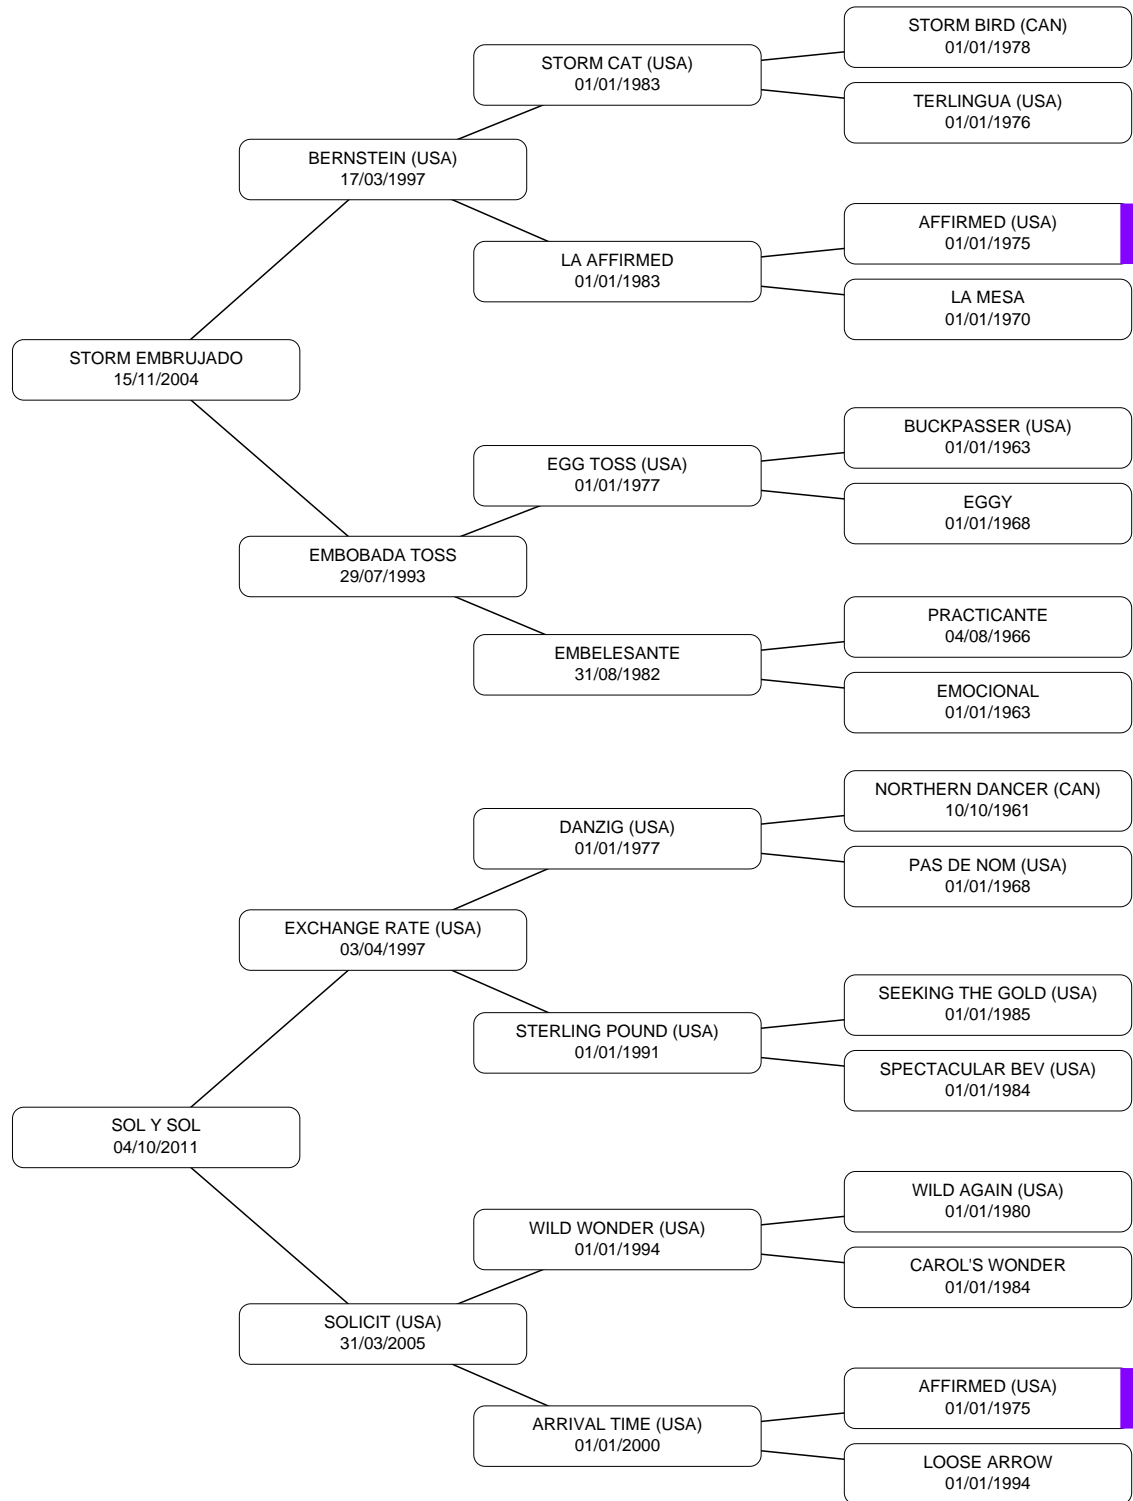 STORM BIRD (CAN)
01/01/1978
STORM CAT (USA)
01/01/1983
TERLINGUA (USA)
01/01/1976
BERNSTEIN (USA)
17/03/1997
AFFIRMED (USA)
01/01/1975
LA AFFIRMED
01/01/1983
LA MESA
01/01/1970
STORM EMBRUJADO
15/11/2004
BUCKPASSER (USA)
01/01/1963
EGG TOSS (USA)
01/01/1977
EGGY
01/01/1968
EMBOBADA TOSS
29/07/1993
PRACTICANTE
04/08/1966
EMBELESANTE
31/08/1982
EMOCIONAL
01/01/1963
NORTHERN DANCER (CAN)
10/10/1961
DANZIG (USA)
01/01/1977
PAS DE NOM (USA)
01/01/1968
EXCHANGE RATE (USA)
03/04/1997
SEEKING THE GOLD (USA)
01/01/1985
STERLING POUND (USA)
01/01/1991
SPECTACULAR BEV (USA)
01/01/1984
SOL Y SOL
04/10/2011
WILD AGAIN (USA)
01/01/1980
WILD WONDER (USA)
01/01/1994
CAROL'S WONDER
01/01/1984
SOLICIT (USA)
31/03/2005
AFFIRMED (USA)
01/01/1975
ARRIVAL TIME (USA)
01/01/2000
LOOSE ARROW
01/01/1994